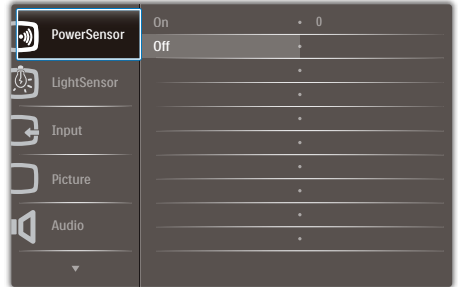 PowerSensor
LightSensor
Input
Picture
Audio
On 0
Off